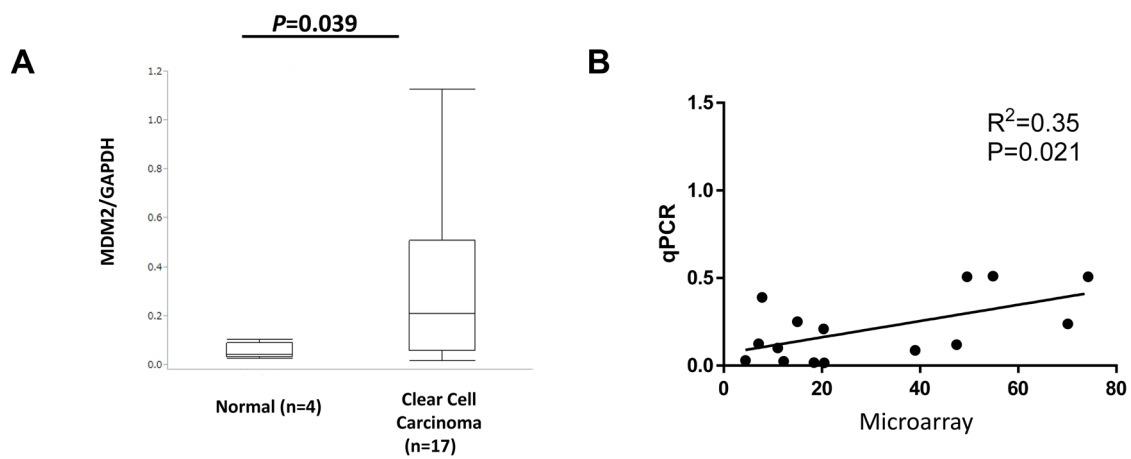 P=0.039
A
MDM2/GAPDH
1.2
1.0
0.8
0.6
0.4
0.2
0.0
Normal (n=4)
Clear Cell
Carcinoma
(n=17)
B
qPCR
1.5
1.0
0.5
0.0
R²=0.35
P=0.021
0 20 40 60 80
Microarray